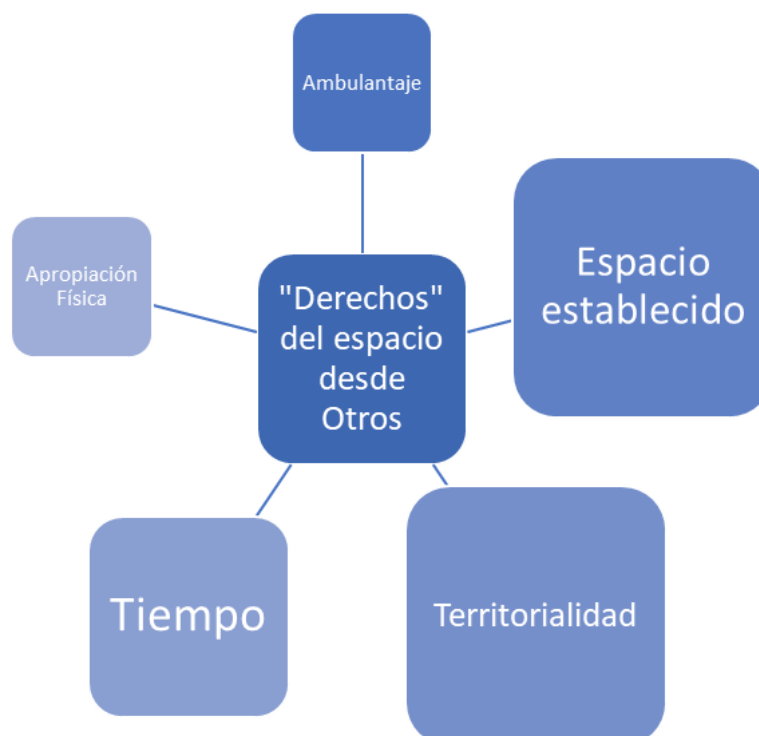 Ambulantaje
Espacio
establecido
Apropiación
Física
"Derechos"
del espacio
desde
Otros
Tiempo
Territorialidad